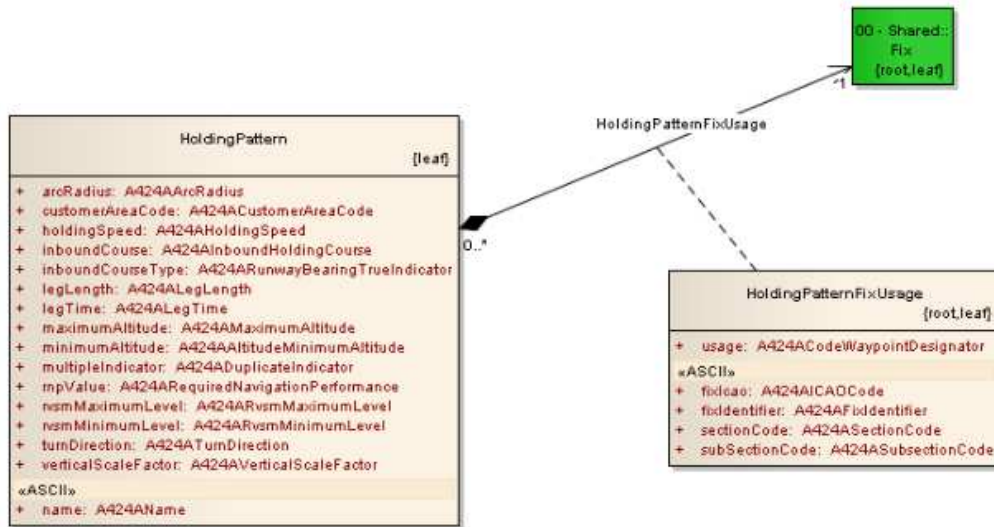 00 - Shared::
Fix
{root,leaf}
1
HoldingPatternFixUsage
HoldingPattern
{leaf}
+ arcRadius: A424AArcRadius
+ customerAreaCode: A424ACustomerAreaCode
+ holdingSpeed: A424AHoldingSpeed
+ inboundCourse: A424AInboundHoldingCourse
+ inboundCourseType: A424ARunwayBearingTrueIndicator
+ legLength: A424ALegLength
+ legTime: A424ALegTime
+ maximumAltitude: A424AMaximumAltitude
+ minimumAltitude: A424AAltitudeMinimumAltitude
+ multipleIndicator: A424ADuplicateIndicator
+ rnpValue: A424ARequiredNavigationPerformance
+ rvsmMaximumLevel: A424ARvsmMaximumLevel
+ rvsmMinimumLevel: A424ARvsmMinimumLevel
+ turnDirection: A424ATurnDirection
+ verticalScaleFactor: A424AVerticalScaleFactor
«ASCII»
+ name: A424AName
0..*
HoldingPatternFixUsage
{root,leaf}
+ usage: A424ACodeWaypointDesignator
«ASCII»
+ fixIcao: A424AICAOCode
+ fixIdentifier: A424AFixIdentifier
+ sectionCode: A424ASectionCode
+ subSectionCode: A424ASubsectionCode